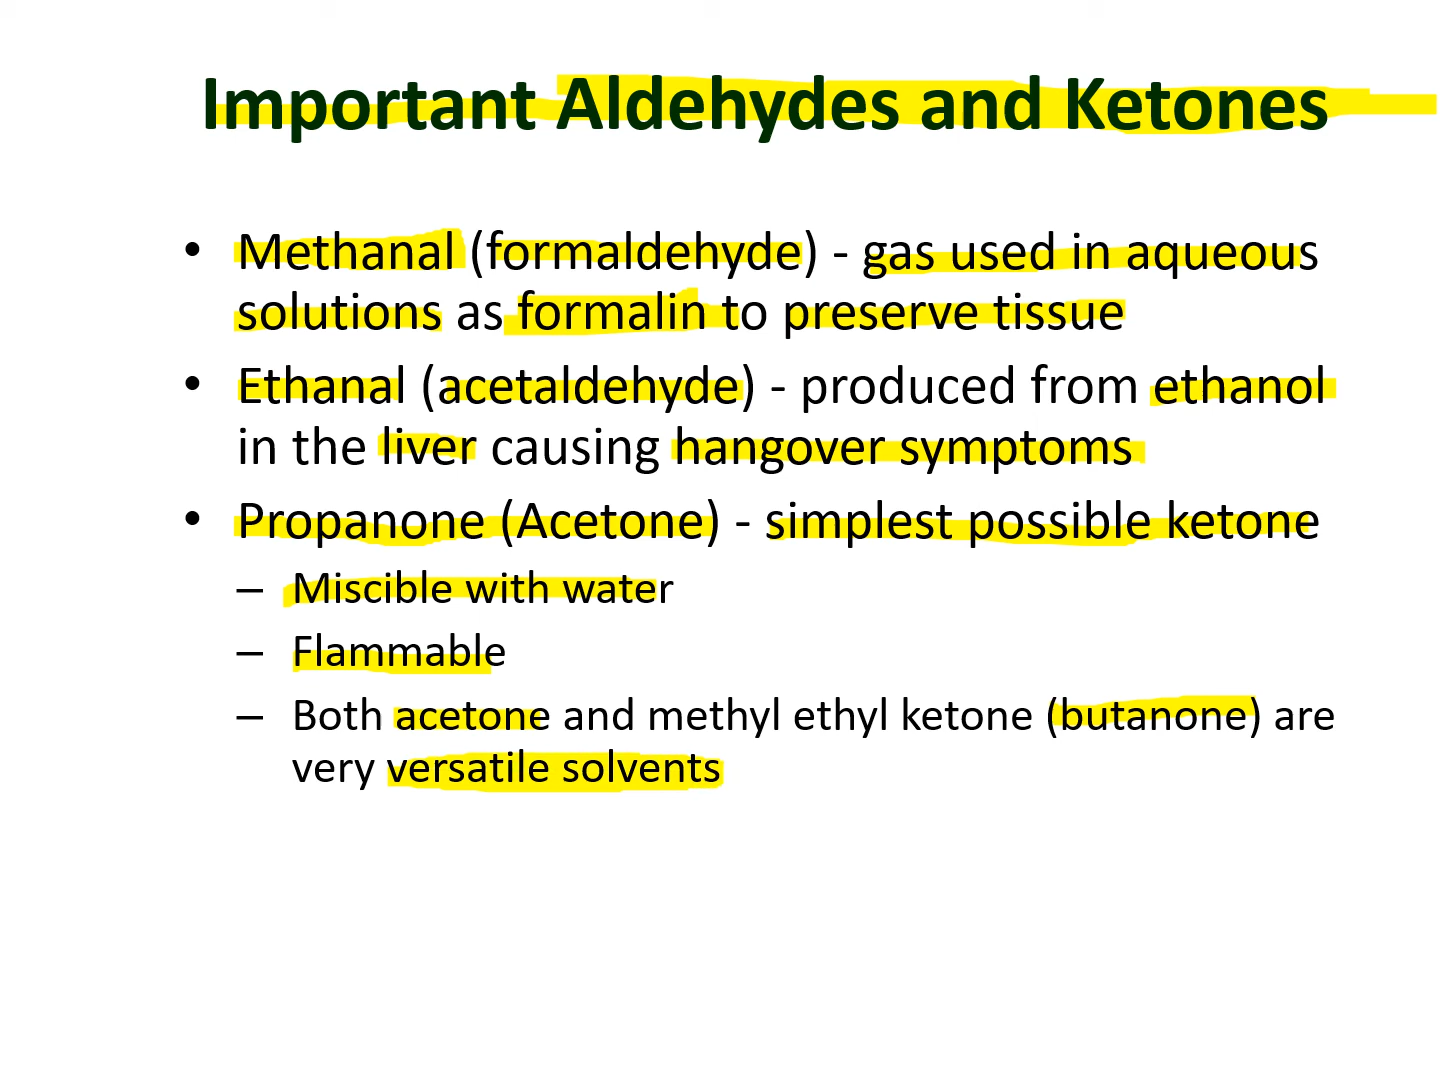 Important Aldehydes and Ketones
• Methanal (formaldehyde) - gas used in aqueous
solutions as formalin to preserve tissue
• Ethanal (acetaldehyde) - produced from ethanol
in the liver causing hangover symptoms
• Propanone (Acetone) - simplest possible ketone
– Miscible with water
– Flammable
– Both acetone and methyl ethyl ketone (butanone) are
very versatile solvents